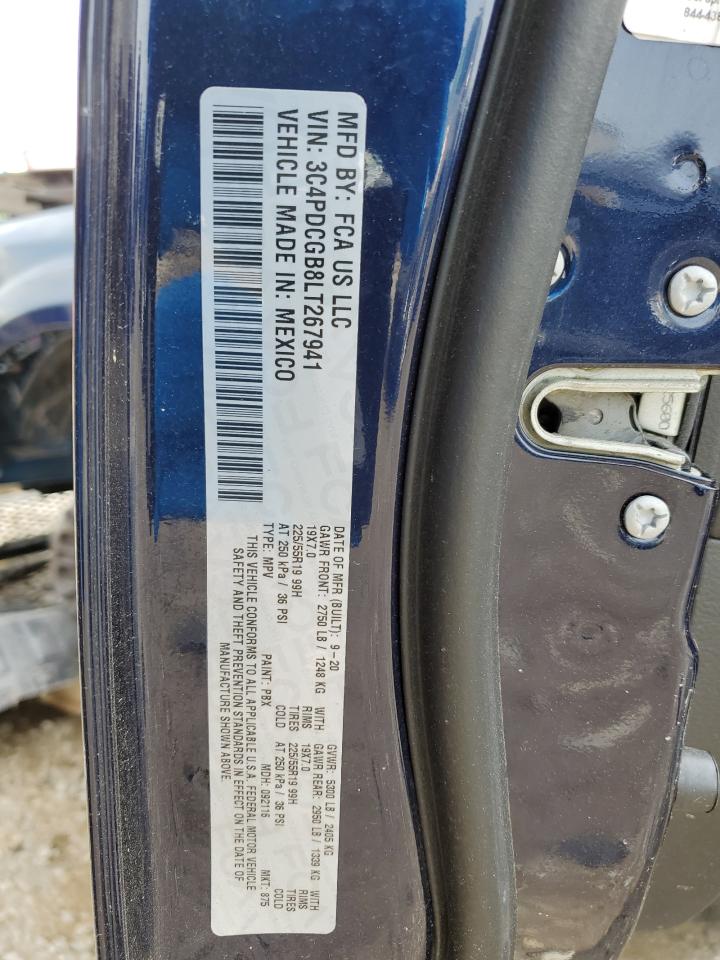 MFD BY: FCA US LLC
VIN: 3C4PDCGB8LT267941
VEHICLE MADE IN: MEXICO
DATE OF MFR (BUILT): 9-20 GVWR: 5300 LB / 2405 KG
GAWR FRONT: 2750 LB / 1248 KG WITH GAWR REAR: 2950 LB / 1339 KG WITH
19X7.0 RIMS 19X7.0 RIMS
225/55R19 99H TIRES 225/55R19 99H TIRES
AT 250 kPa / 36 PSI COLD AT 250 kPa / 36 PSI COLD
TYPE: MPV PAINT: PBX MDH: 092116 MKT: 875
THIS VEHICLE CONFORMS TO ALL APPLICABLE U.S.A. FEDERAL MOTOR VEHICLE
SAFETY AND THEFT PREVENTION STANDARDS IN EFFECT ON THE DATE OF
MANUFACTURE SHOWN ABOVE.